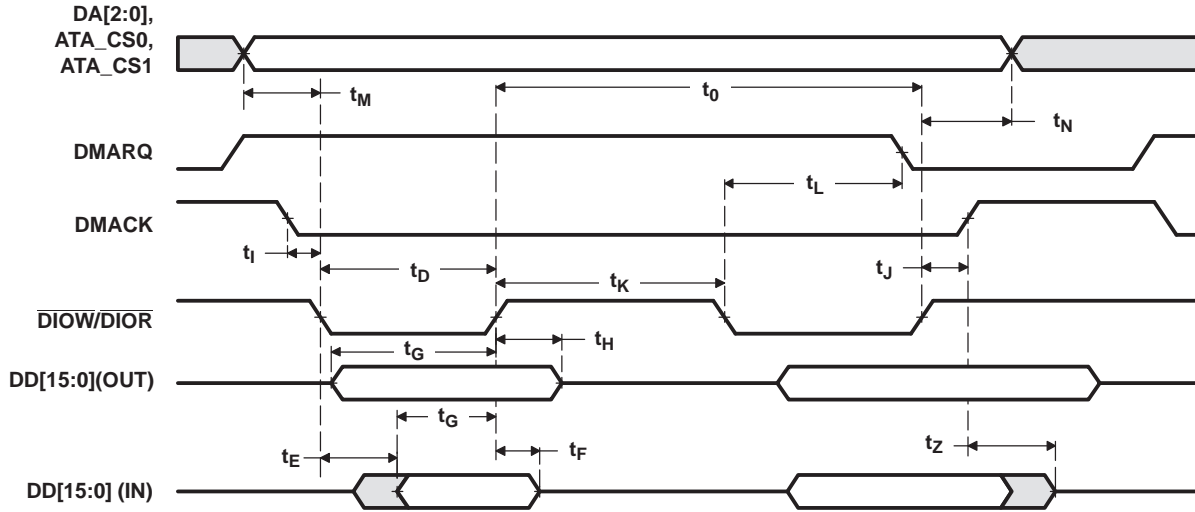 DA[2:0],
ATA_CS0,
ATA_CS1
tM
t0
tN
DMARQ
tL
DMACK
tI
tD
tK
tJ
DIOW/DIOR
tG
tH
DD[15:0](OUT)
tG
tE
tF
tZ
DD[15:0] (IN)